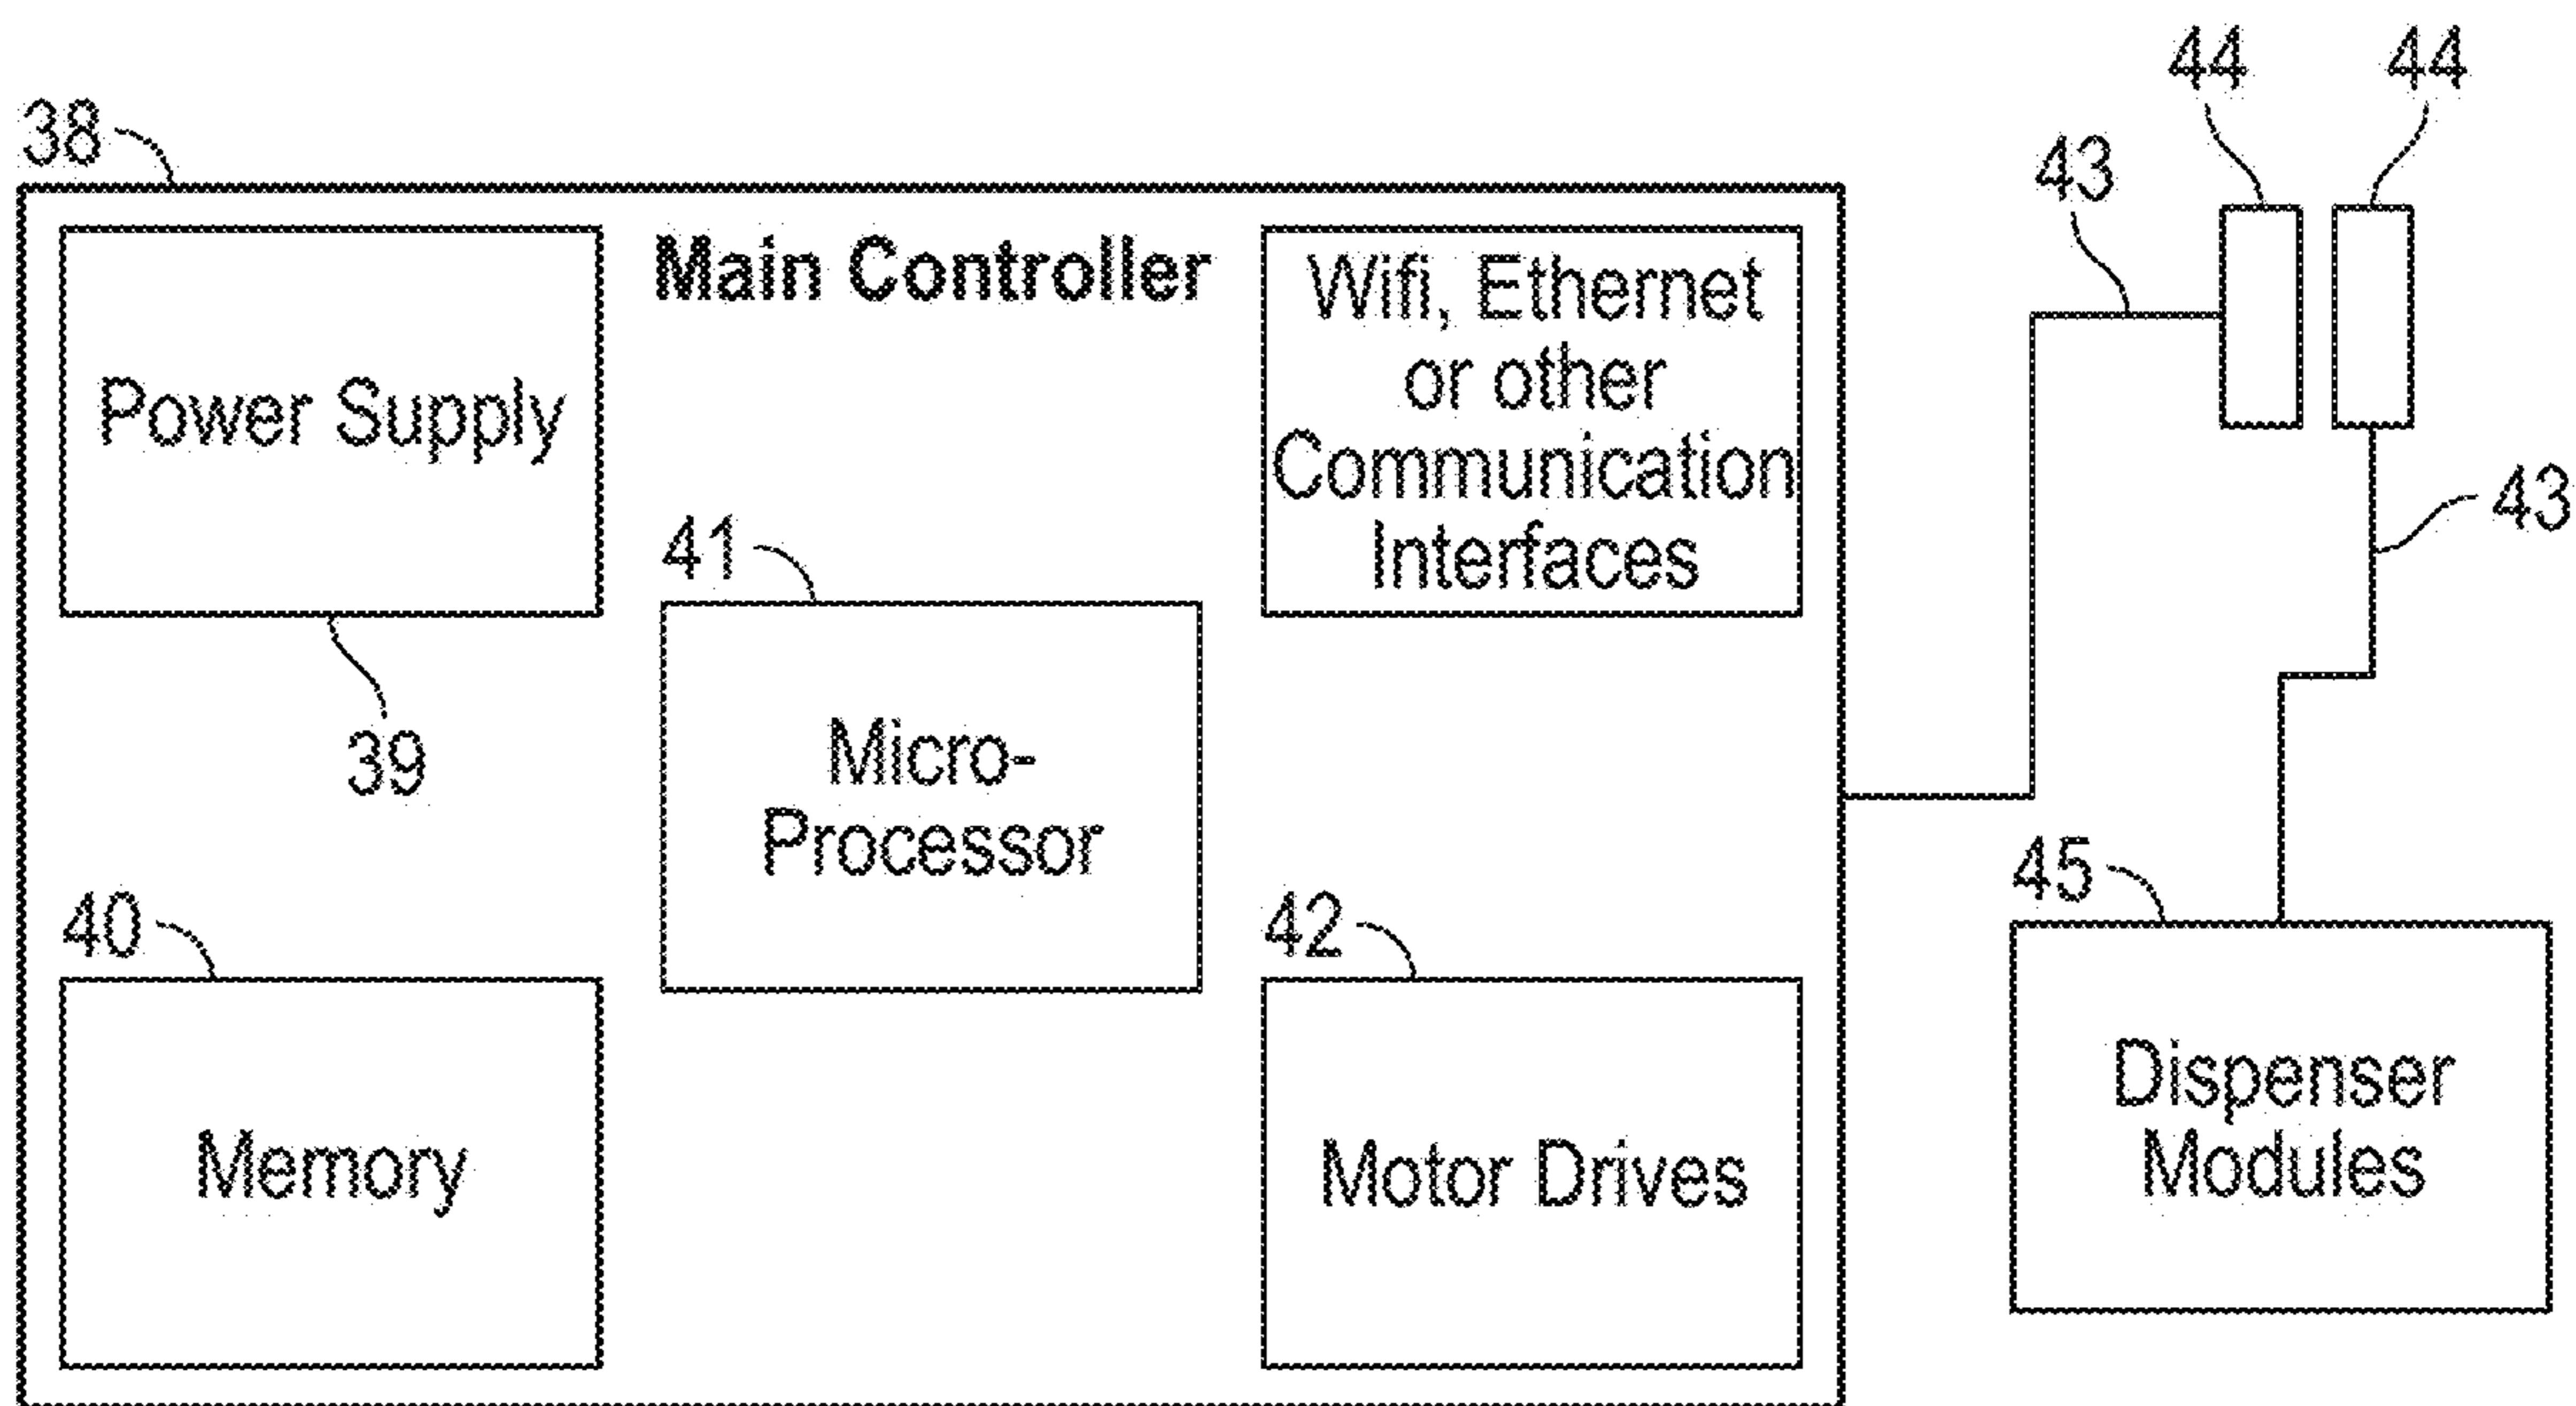 44 44
38
43
Main Controller
Power Supply
Wifi, Ethernet
or other
Communication
Interfaces
43
41
39
Micro-
Processor
45
40
42
Memory
Motor Drives
Dispenser
Modules